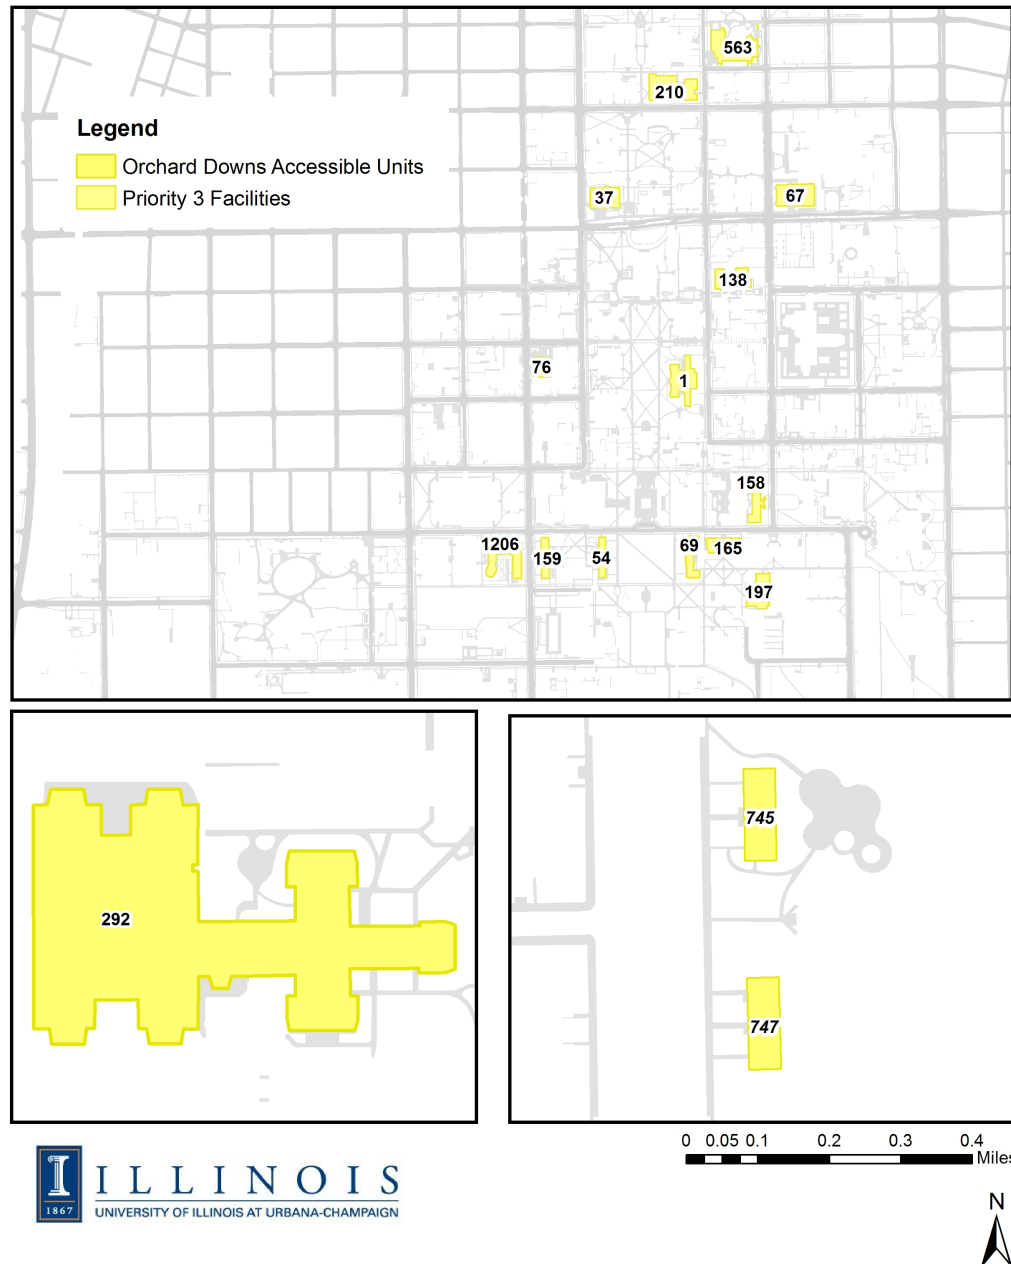 563
210
Legend
Orchard Downs Accessible Units
Priority 3 Facilities
37
67
138
76
1
158
1206
159
54
69
165
197
292
745
747
0 0.05 0.1 0.2 0.3 0.4
Miles
N
I
1867
ILLINOIS
UNIVERSITY OF ILLINOIS AT URBANA-CHAMPAIGN